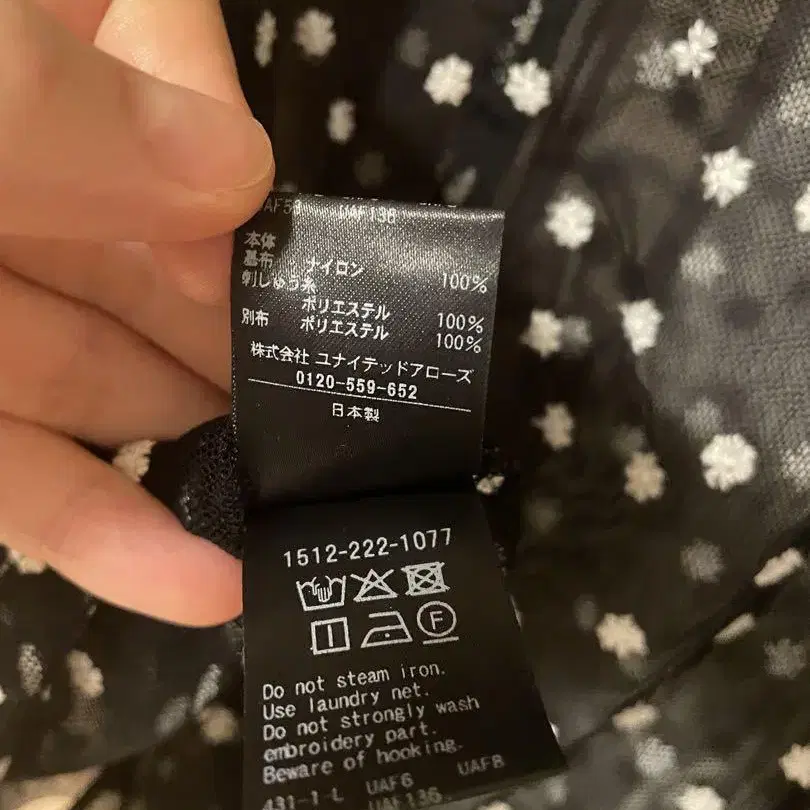 UAF136
本体
基布 ナイロン 100%
刺しゅう糸
ポリエステル 100%
別布 ポリエステル 100%
株式会社 ユナイテッドアローズ
0120-559-652
日本製
1512-222-1077
F
Do not steam iron.
Use laundry net.
Do not strongly wash
embroidery part.
Beware of hooking.
431-1-L UAF6 UAF8
UAF136